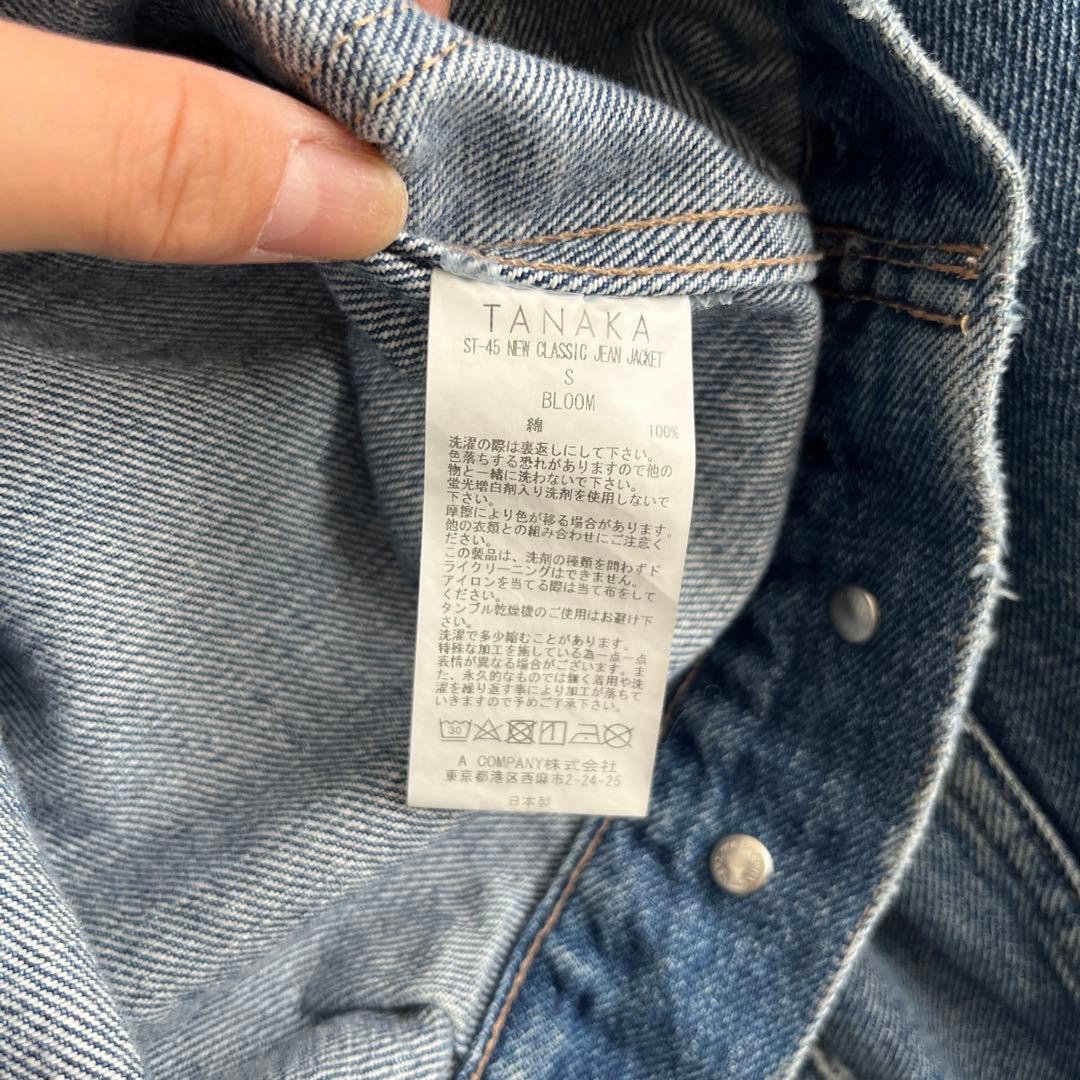 TANAKA
ST-45 NEW CLASSIC JEAN JACKET
S
BLOOM
綿 100%
洗濯の際は裏返しにして下さい。
色落ちする恐れがありますので他の
物と一緒に洗わないで下さい。
蛍光増白剤入り洗剤を使用しないで
下さい。
摩擦により色が移る場合があります。
他の衣類との組み合わせにご注意く
ださい。
この製品は、洗剤の種類を問わずド
ライクリーニングはできません。
アイロンを当てる際は当て布をして
ください。
タンブル乾燥機のご使用はお避け下
さい。
洗濯で多少縮むことがあります。
特殊な加工を施している為一点一点
表情が異なる場合がございます。ま
た、永久的なものでは無く着用や洗
濯を繰り返す事により加工が落ちて
いきますので予めご了承下さい。
30
A COMPANY株式会社
東京都港区西麻布2-24-25
日本製